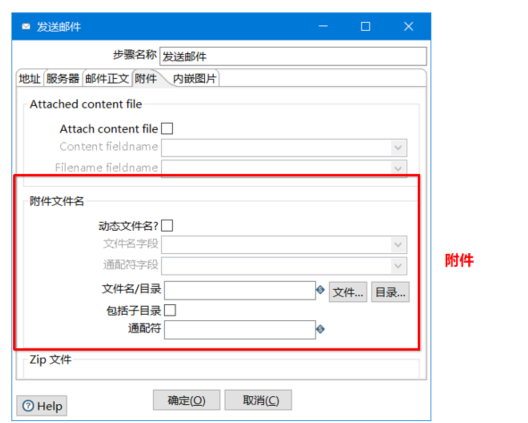 发送邮件
步骤名称 发送邮件
地址 服务器 邮件正文 附件 内嵌图片
Attached content file
Attach content file
Content fieldname
Filename fieldname
附件文件名
动态文件名?
文件名字段
通配符字段
附件
文件名/目录 文件... 目录...
包括子目录
通配符
Zip 文件
Help 确定(O) 取消(C)